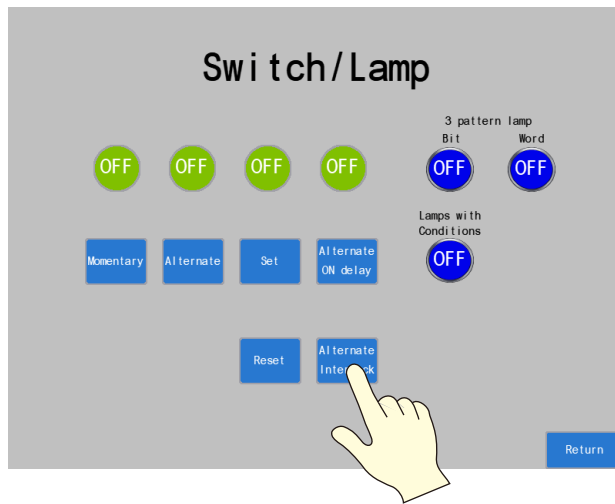 Switch/Lamp
3 pattern lamp
Bit Word
OFF OFF OFF OFF OFF OFF
Lamps with
Conditions
OFF
Momentary Alternate Set Alternate
ON delay
Reset Alternate
Return